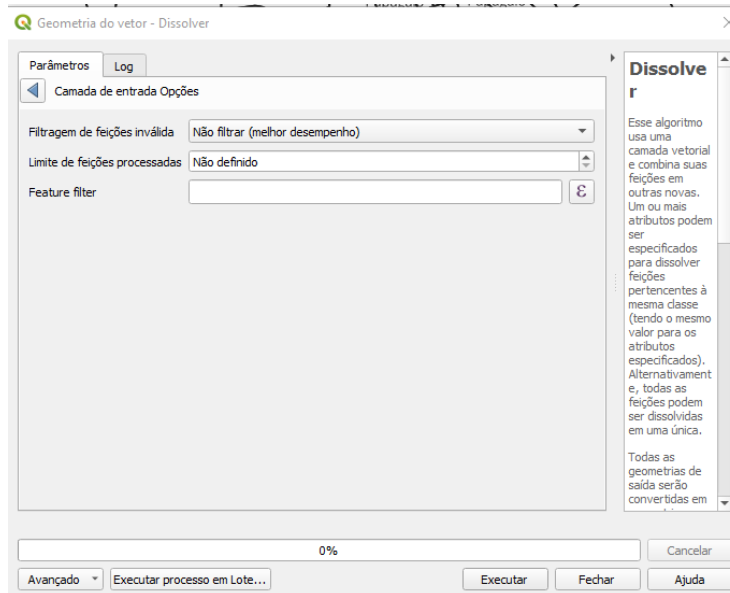 Geometria do vetor - Dissolver
Parâmetros
Log
Camada de entrada Opções
Filtragem de feições inválida
Não filtrar (melhor desempenho)
Limite de feições processadas
Não definido
Feature filter
ε
Dissolve
r
Esse algoritmo
usa uma
camada vetorial
e combina suas
feições em
outras novas.
Um ou mais
atributos podem
ser
especificados
para dissolver
feições
pertencentes à
mesma classe
(tendo o mesmo
valor para os
atributos
especificados).
Alternativament
e, todas as
feições podem
ser dissolvidas
em uma única.
Todas as
geometrias de
saída serão
convertidas em
0%
Cancelar
Avançado
Executar processo em Lote...
Executar
Fechar
Ajuda